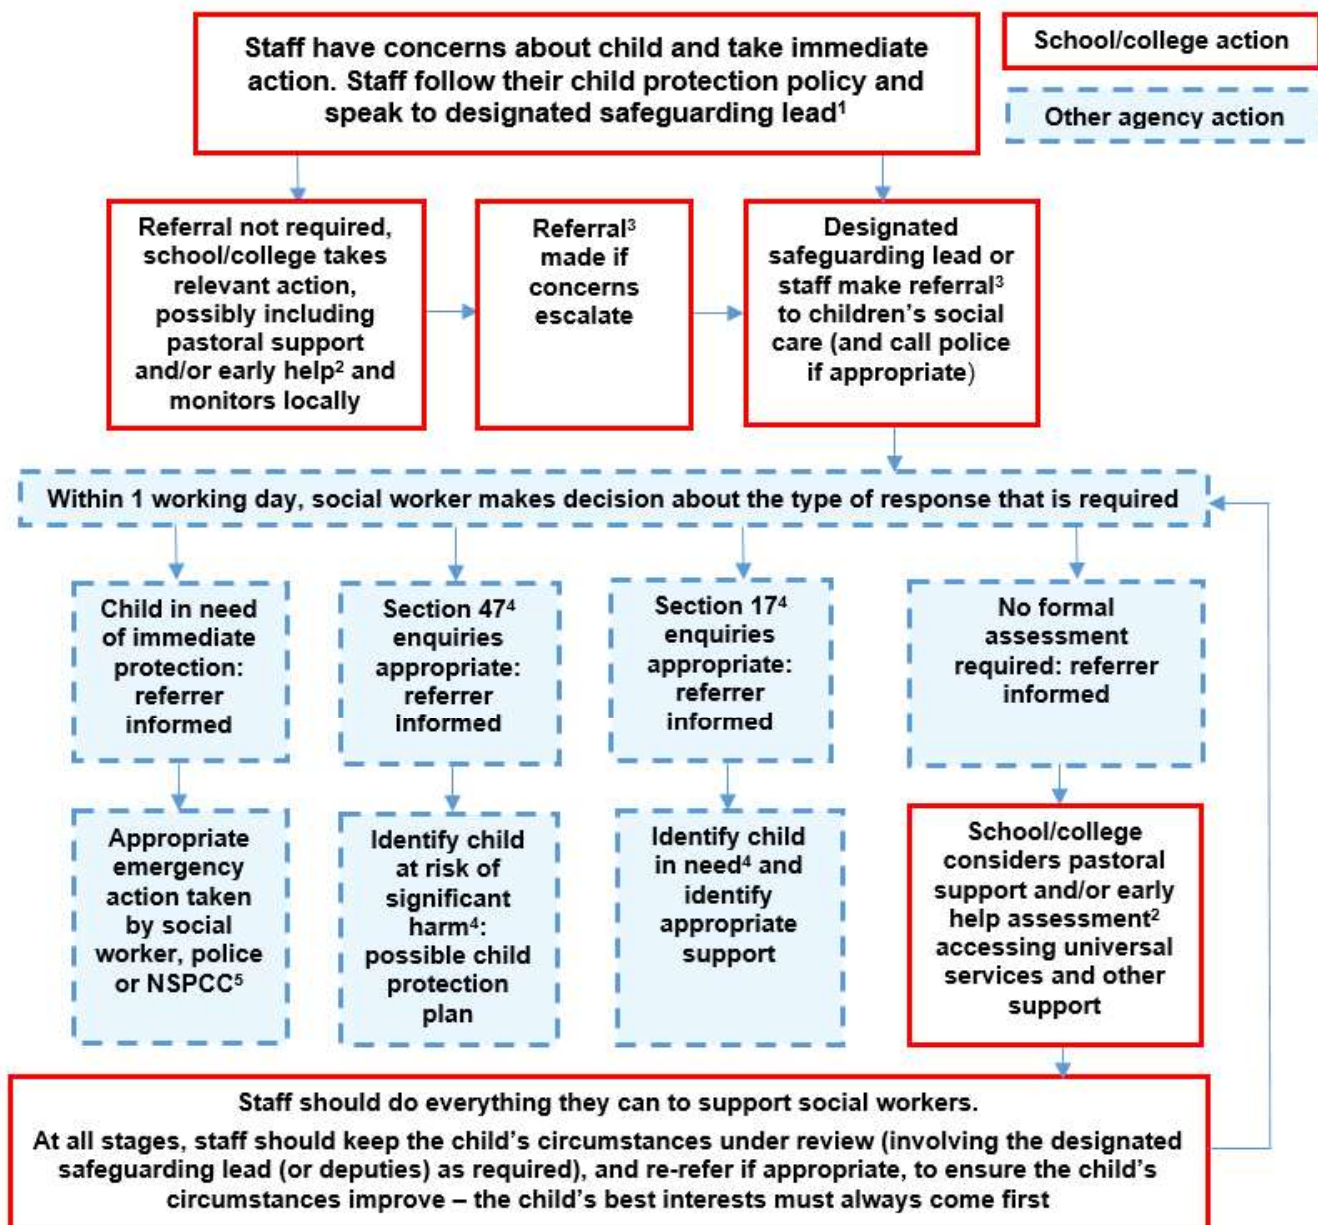 Staff have concerns about child and take immediate
action. Staff follow their child protection policy and
speak to designated safeguarding lead¹
School/college action
Other agency action
Referral not required,
school/college takes
relevant action,
possibly including
pastoral support
and/or early help² and
monitors locally
Referral³
made if
concerns
escalate
Designated
safeguarding lead or
staff make referral³
to children’s social
care (and call police
if appropriate)
Within 1 working day, social worker makes decision about the type of response that is required
Child in need
of immediate
protection:
referrer
informed
Section 47⁴
enquiries
appropriate:
referrer
informed
Section 17⁴
enquiries
appropriate:
referrer
informed
No formal
assessment
required: referrer
informed
Appropriate
emergency
action taken
by social
worker, police
or NSPCC⁵
Identify child
at risk of
significant
harm⁴:
possible child
protection
plan
Identify child
in need⁴ and
identify
appropriate
support
School/college
considers pastoral
support and/or early
help assessment²
accessing universal
services and other
support
Staff should do everything they can to support social workers.
At all stages, staff should keep the child’s circumstances under review (involving the designated
safeguarding lead (or deputies) as required), and re-refer if appropriate, to ensure the child’s
circumstances improve – the child’s best interests must always come first